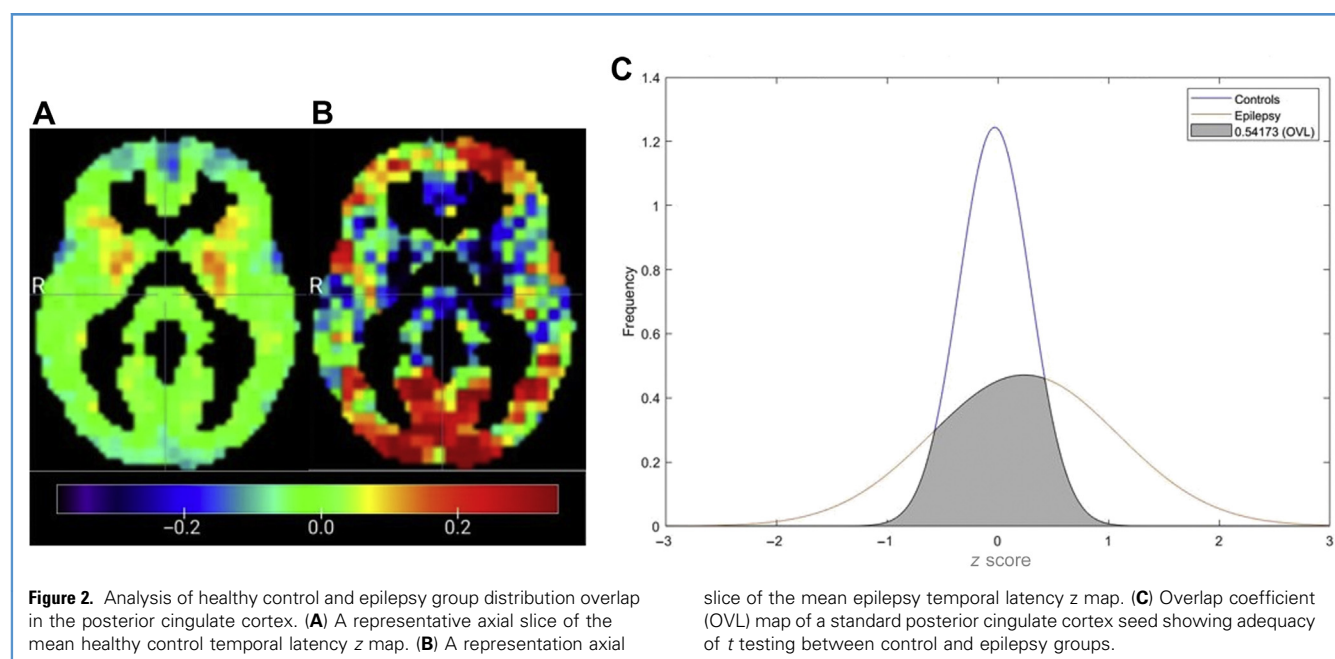 A
B
R
R
−0.2
0.0
0.2
C
1.4
1.2
1
0.8
0.6
0.4
0.2
0
Frequency
−3
−2
−1
0
1
2
3
z score
Controls
Epilepsy
0.54173 (OVL)
Figure 2. Analysis of healthy control and epilepsy group distribution overlap
in the posterior cingulate cortex. (A) A representative axial slice of the
mean healthy control temporal latency z map. (B) A representation axial
slice of the mean epilepsy temporal latency z map. (C) Overlap coefficient
(OVL) map of a standard posterior cingulate cortex seed showing adequacy
of t testing between control and epilepsy groups.